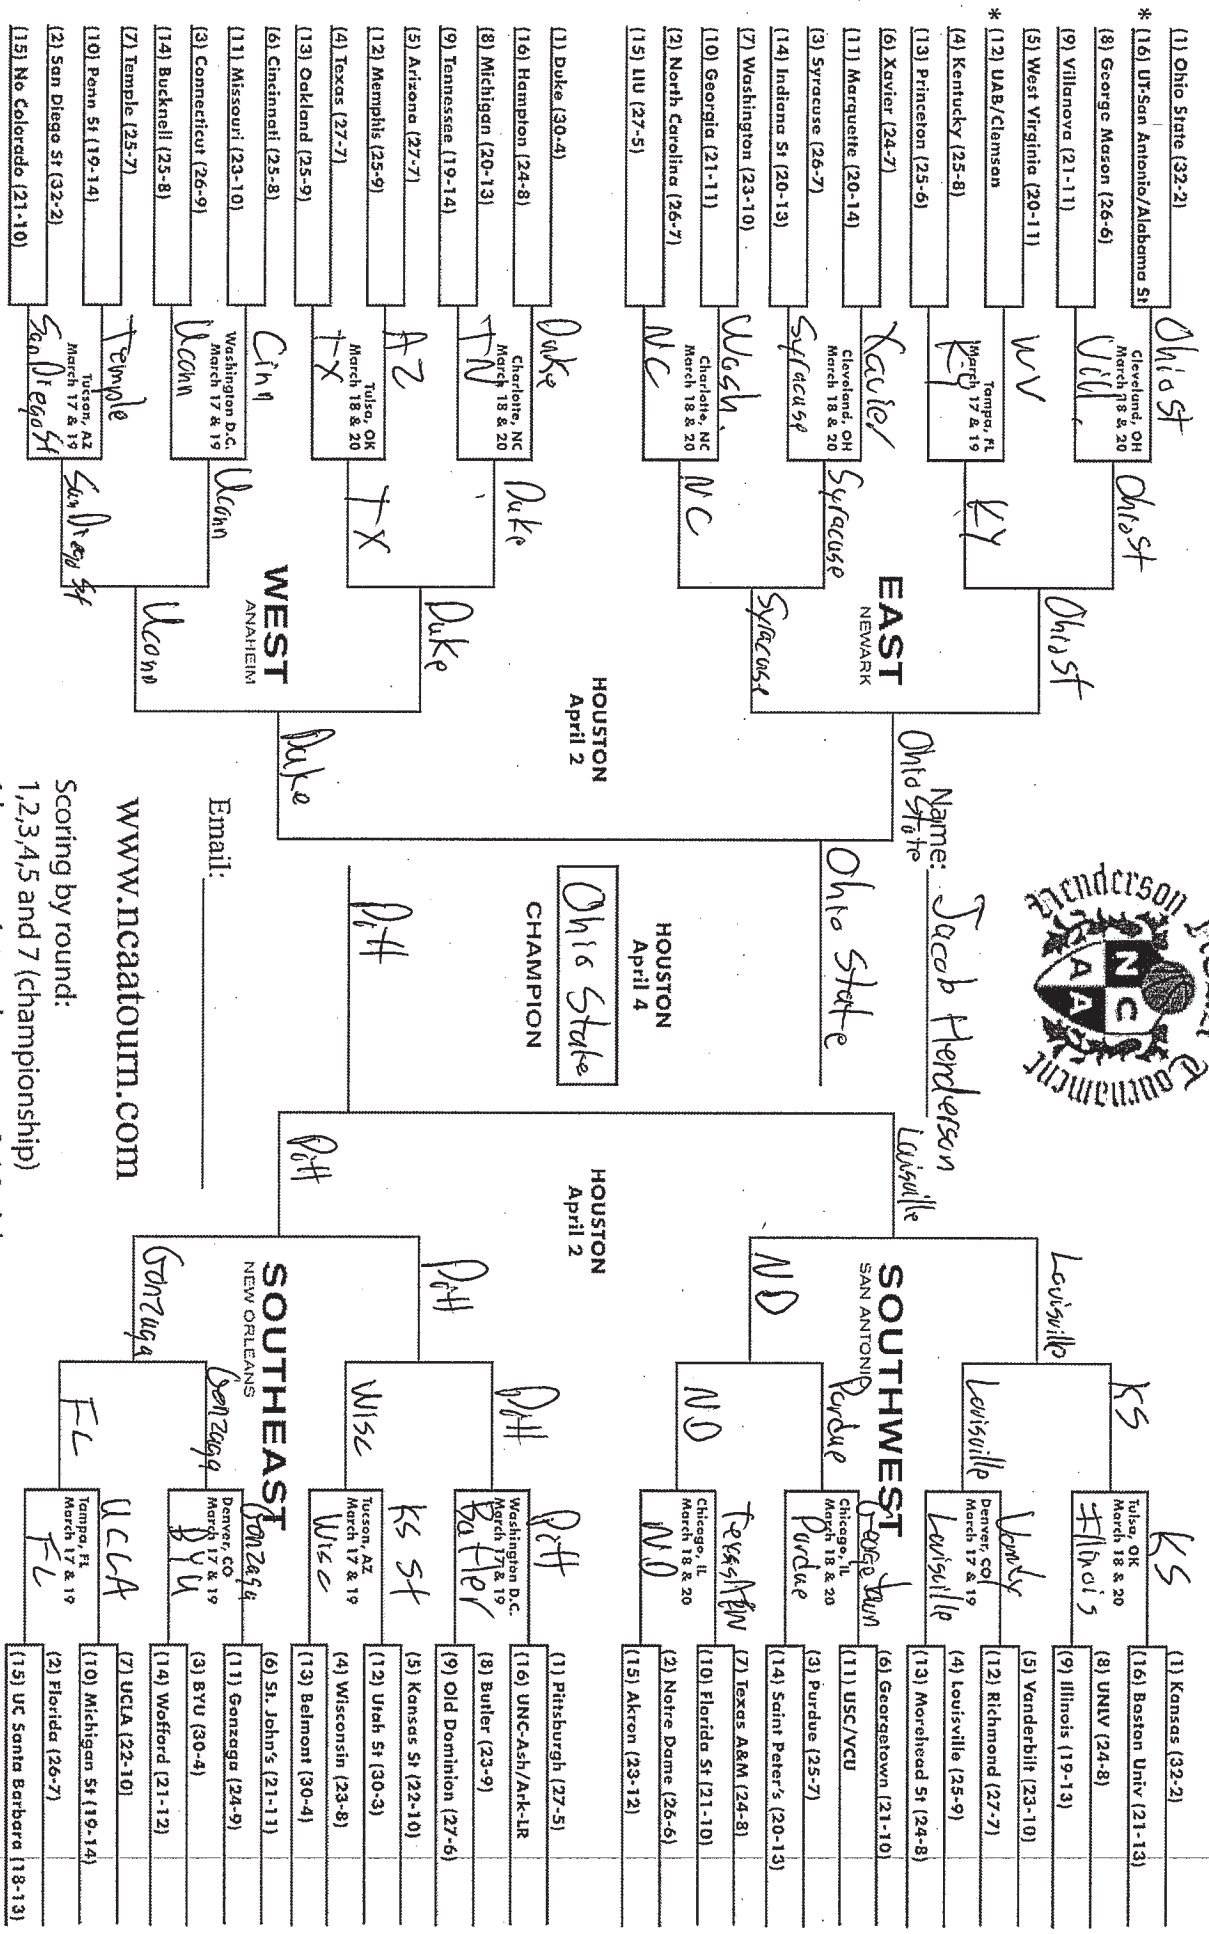 (1) Ohio State (32-2)
* (16) UT-San Antonio/Alabama St
(8) George Mason (26-6)
(9) Villanova (21-11)
(5) West Virginia (20-11)
* (12) UAB/Clemson
(4) Kentucky (25-8)
(13) Princeton (25-6)
(6) Xavier (24-7)
(11) Marquette (20-14)
(3) Syracuse (26-7)
(14) Indiana St (20-13)
(7) Washington (23-10)
(10) Georgia (21-11)
(2) North Carolina (26-7)
(15) LIU (27-5)
Ohio St
Cleveland, OH
March 18 & 20
Vill.
WV
Tampa, FL
March 17 & 19
KY
Xavier
Cleveland, OH
March 18 & 20
Syracuse
Wash.
Charlotte, NC
March 18 & 20
NC
Ohio St
KY
Syracuse
NC
EAST
NEWARK
Ohio St
Syracuse
Ohio State
(1) Duke (30-4)
(16) Hampton (24-8)
(8) Michigan (20-13)
(9) Tennessee (19-14)
(5) Arizona (27-7)
(12) Memphis (25-9)
(4) Texas (27-7)
(13) Oakland (25-9)
(6) Cincinnati (25-8)
(11) Missouri (23-10)
(3) Connecticut (26-9)
(14) Bucknell (25-8)
(7) Temple (25-7)
(10) Penn St (19-14)
(2) San Diego St (32-2)
(15) No Colorado (21-10)
Duke
Charlotte, NC
March 18 & 20
TN
AZ
Tulsa, OK
March 18 & 20
TX
Cinn
Washington D.C.
March 17 & 19
Uconn
Temple
Tucson, AZ
March 17 & 19
San Diego St
Duke
TX
Uconn
San Diego St
WEST
ANAHEIM
Duke
Uconn
Duke
HOUSTON
April 2
Henderson
Tournament
NCAA
Name: Jacob Henderson
Ohio State
HOUSTON
April 4
Ohio State
CHAMPION
Pitt
Email:
www.ncaatourn.com
Scoring by round:
1,2,3,4,5 and 7 (championship)
HOUSTON
April 2
Louisville
Louisville
ND
SOUTHWEST
SAN ANTONIO
KS
Louisville
Purdue
ND
KS
Tulsa, OK
March 18 & 20
Illinois
Vandy
Denver, CO
March 17 & 19
Louisville
Georgetown
Chicago, IL
March 18 & 20
Purdue
Texas A&M
Chicago, IL
March 18 & 20
ND
(1) Kansas (32-2)
(16) Boston Univ (21-13)
(8) UNLV (24-8)
(9) Illinois (19-13)
(5) Vanderbilt (23-10)
(12) Richmond (27-7)
(4) Louisville (25-9)
(13) Morehead St (24-8)
(6) Georgetown (21-10)
(11) USC/VCU
(3) Purdue (25-7)
(14) Saint Peter's (20-13)
(7) Texas A&M (24-8)
(10) Florida St (21-10)
(2) Notre Dame (26-6)
(15) Akron (23-12)
Pitt
Pitt
Gonzaga
SOUTHEAST
NEW ORLEANS
Pitt
Wisc
Gonzaga
FL
Pitt
Washington D.C.
March 17 & 19
Butler
KS St
Tucson, AZ
March 17 & 19
Wisc
Gonzaga
Denver, CO
March 17 & 19
BYU
UCLA
Tampa, FL
March 17 & 19
FL
(1) Pittsburgh (27-5)
(16) UNC-Ash/Ark-LR
(8) Butler (23-9)
(9) Old Dominion (27-6)
(5) Kansas St (22-10)
(12) Utah St (30-3)
(4) Wisconsin (23-8)
(13) Belmont (30-4)
(6) St. John's (21-11)
(11) Gonzaga (24-9)
(3) BYU (30-4)
(14) Wofford (21-12)
(7) UCLA (22-10)
(10) Michigan St (19-14)
(2) Florida (26-7)
(15) UC Santa Barbara (18-13)